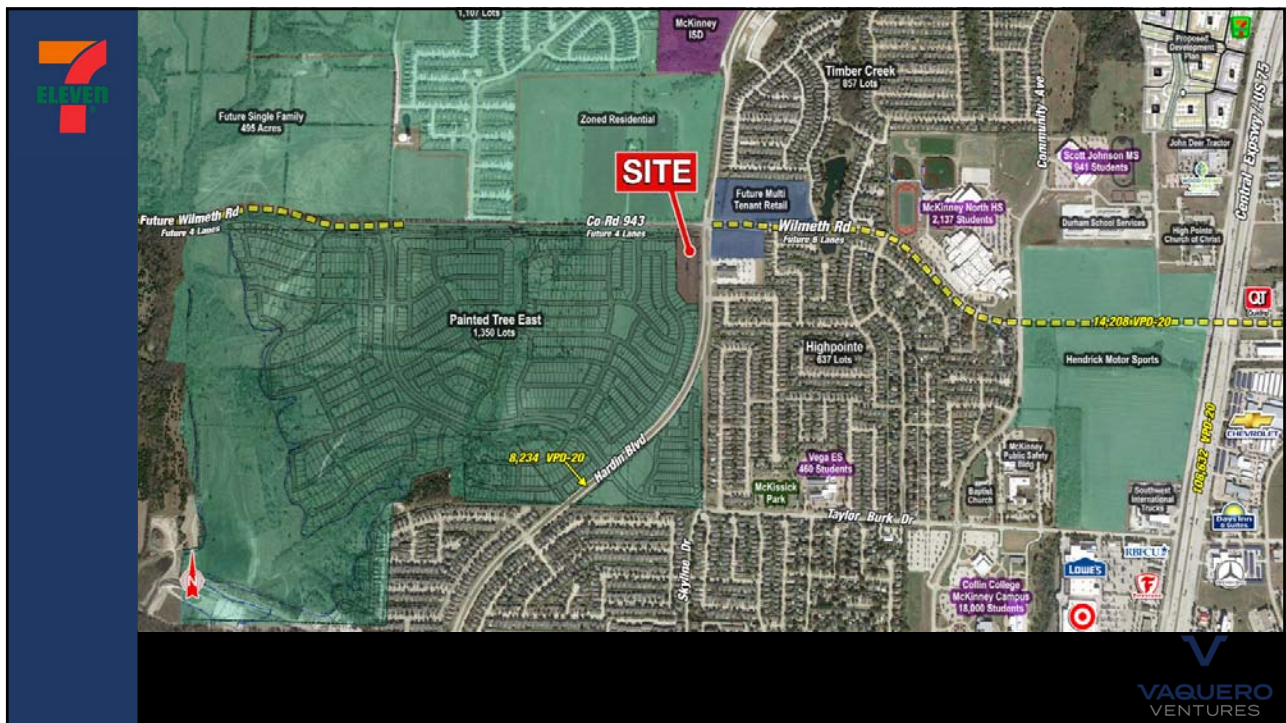 7
ELEVEN
1,107 Lots
McKinney
ISD
Proposed
Development
Timber Creek
857 Lots
Community Ave
Central Expswy / US 75
Future Single Family
495 Acres
Zoned Residential
John Deer Tractor
Scott Johnson MS
941 Students
SITE
Future Multi
Tenant Retail
McKinney North HS
2,137 Students
Durham School Services
High Pointe
Church of Christ
Future Wilmeth Rd
Future 4 Lanes
Co Rd 943
Future 4 Lanes
Wilmeth Rd
Future 6 Lanes
QT
Painted Tree East
1,350 Lots
14,208 VPD-20
Highpointe
637 Lots
Hendrick Motor Sports
CHEVROLET
108,632 VPD-20
8,234 VPD-20
Hardin Blvd
McKinney
Public Safety
Bldg
Vega ES
460 Students
McKissick
Park
Baptist
Church
Southwest
International
Trucks
Taylor Burk Dr
Days Inn
& Suites
Skyline Dr
RBFCU
LOWE'S
Firestone
N
Collin College
McKinney Campus
18,000 Students
VAQUERO
VENTURES